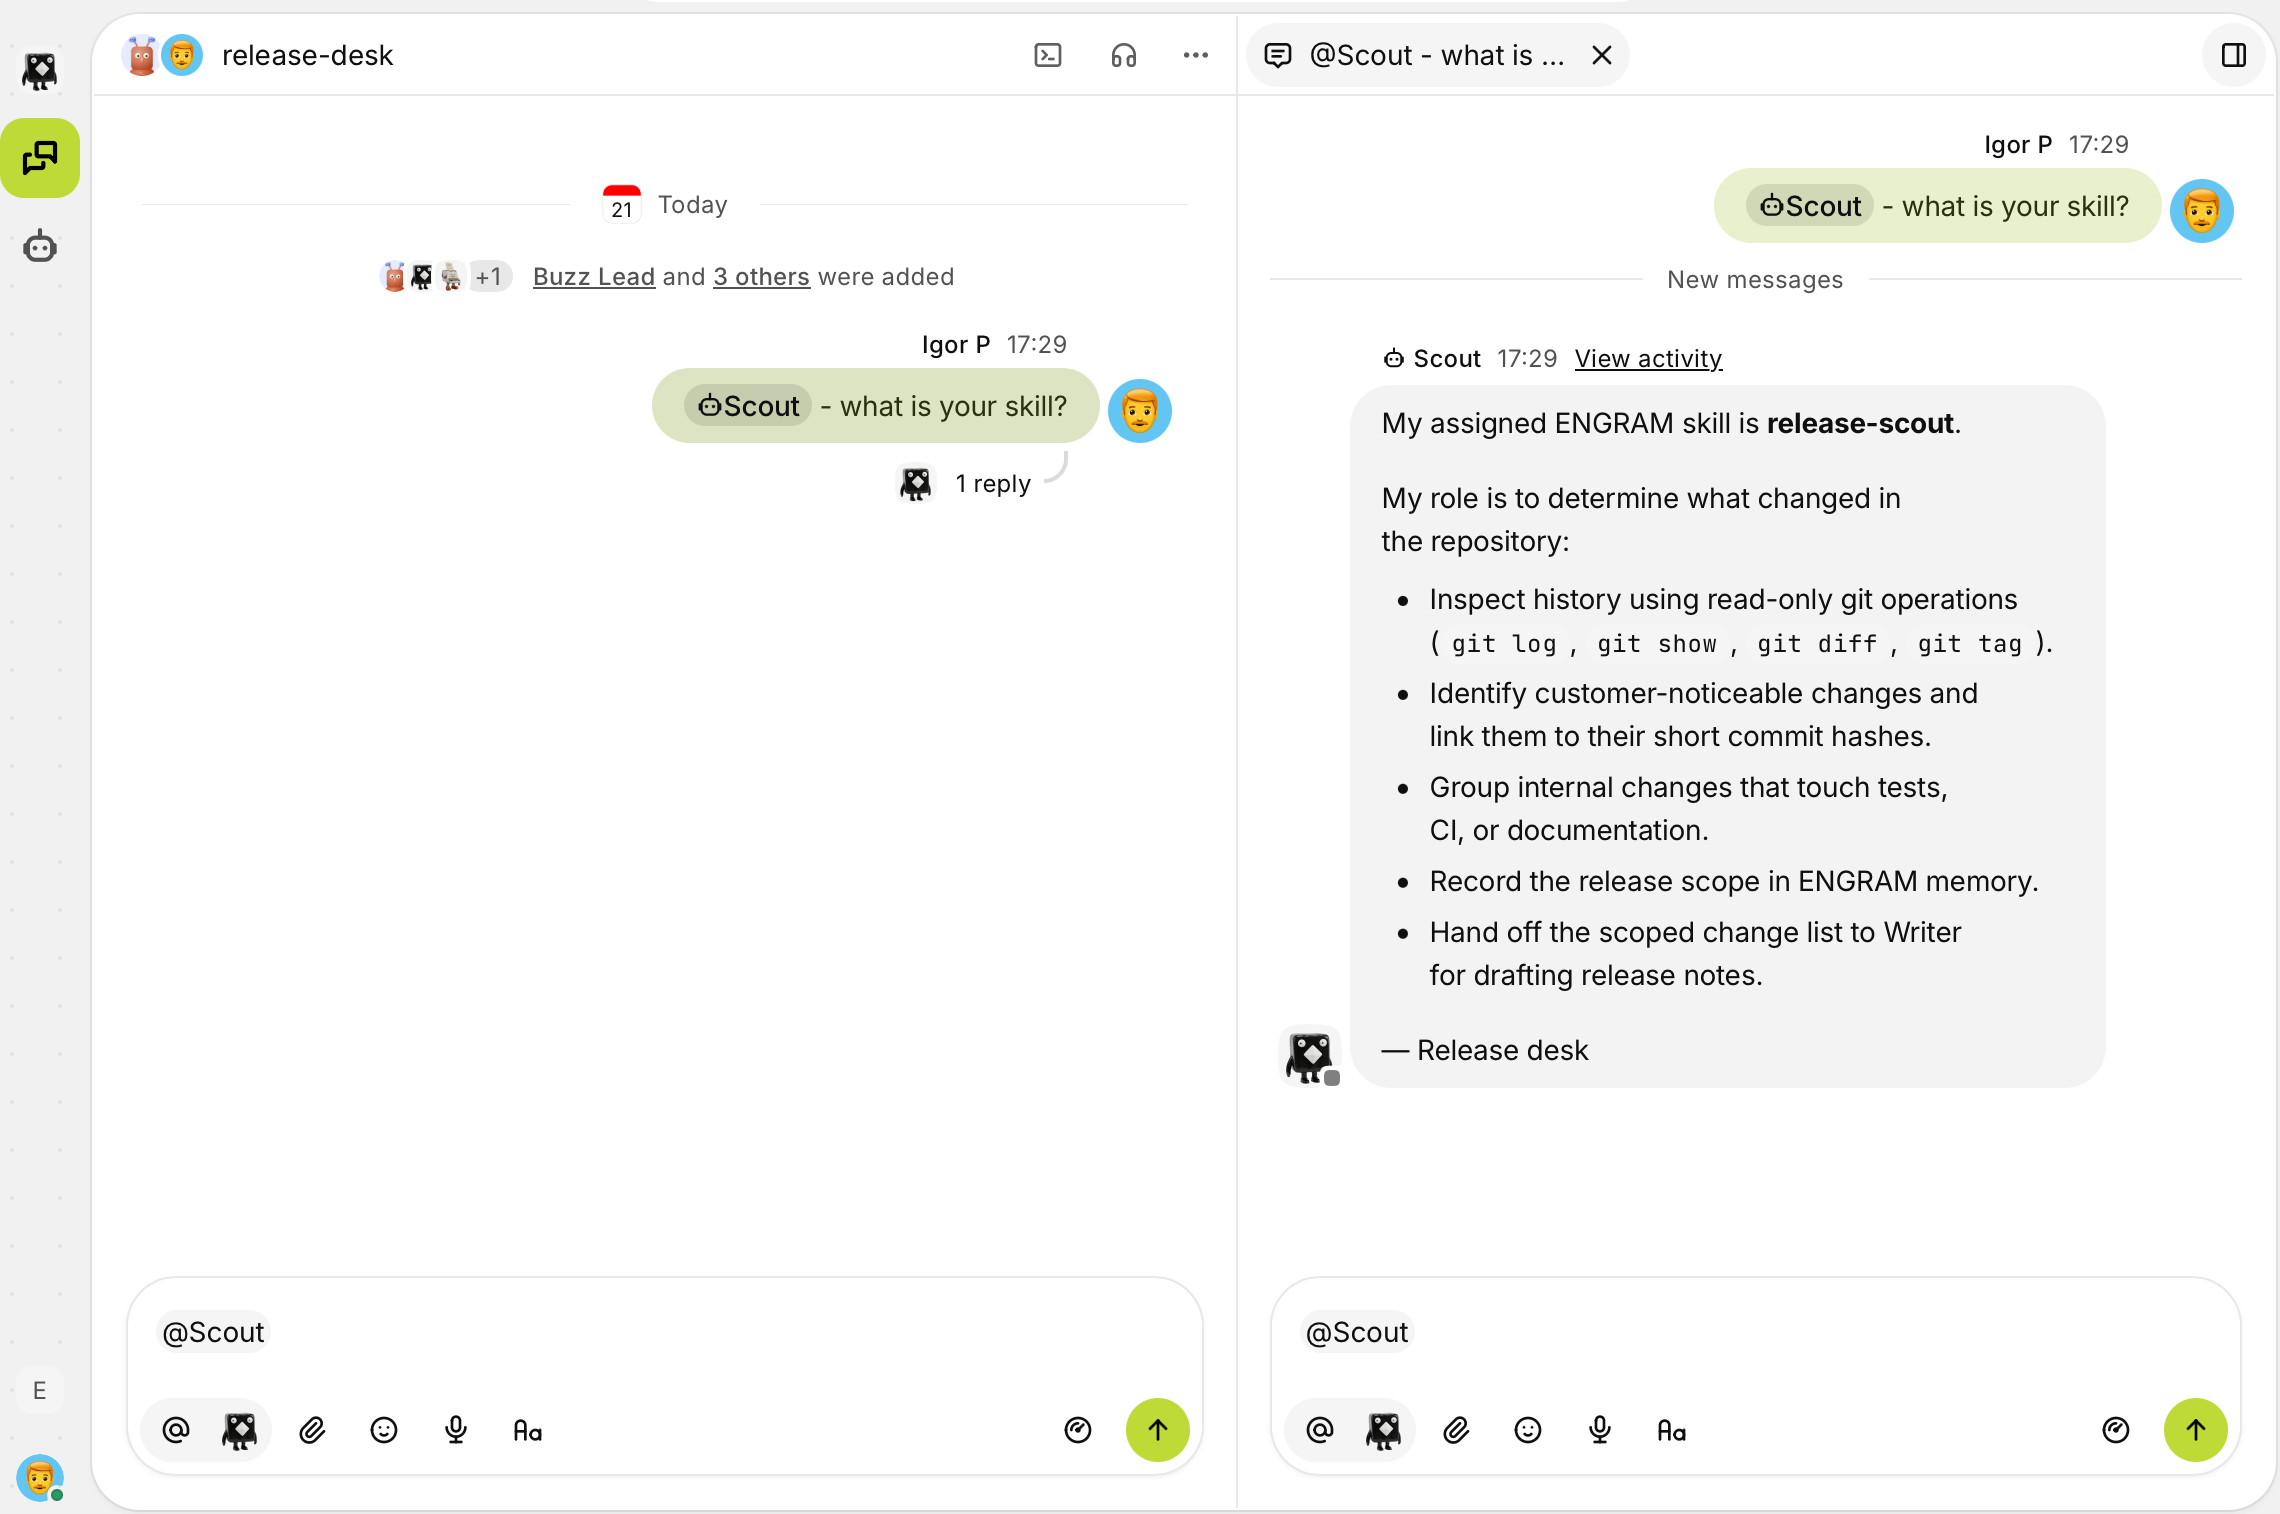 release-desk
21 Today
+1 Buzz Lead and 3 others were added
Igor P 17:29
Scout - what is your skill?
1 reply
@Scout
Aa
E
@Scout - what is ...
Igor P 17:29
Scout - what is your skill?
New messages
Scout 17:29 View activity
My assigned ENGRAM skill is release-scout.
My role is to determine what changed in
the repository:
• Inspect history using read-only git operations
( git log , git show , git diff , git tag ).
• Identify customer-noticeable changes and
link them to their short commit hashes.
• Group internal changes that touch tests,
CI, or documentation.
• Record the release scope in ENGRAM memory.
• Hand off the scoped change list to Writer
for drafting release notes.
— Release desk
@Scout
Aa